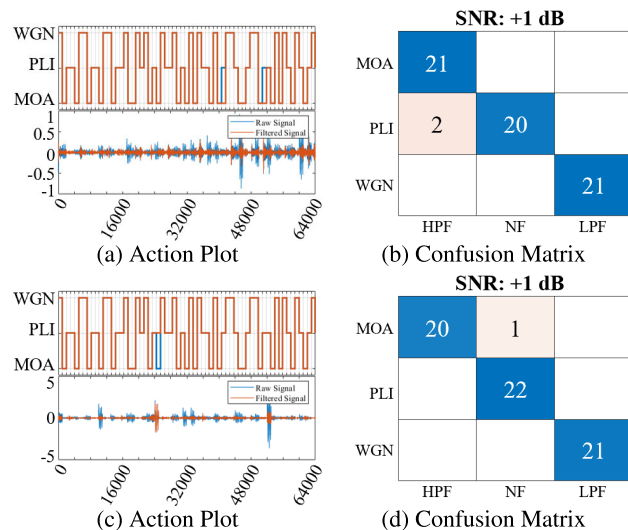 WGN
PLI
MOA
Raw Signal
Filtered Signal
1
0.5
0
-0.5
-1
0
16000
32000
48000
64000
(a) Action Plot
SNR: +1 dB
MOA
21
PLI
2
20
WGN
21
HPF
NF
LPF
(b) Confusion Matrix
WGN
PLI
MOA
Raw Signal
Filtered Signal
5
0
-5
0
16000
32000
48000
64000
(c) Action Plot
SNR: +1 dB
MOA
20
1
PLI
22
WGN
21
HPF
NF
LPF
(d) Confusion Matrix